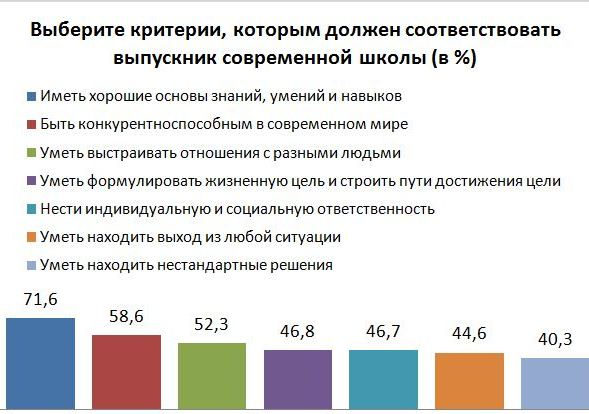 Выберите критерии, которым должен соответствовать
выпускник современной школы (в %)
Иметь хорошие основы знаний, умений и навыков
Быть конкурентноспособным в современном мире
Уметь выстраивать отношения с разными людьми
Уметь формулировать жизненную цель и строить пути достижения цели
Нести индивидуальную и социальную ответственность
Уметь находить выход из любой ситуации
Уметь находить нестандартные решения
71,6
58,6
52,3
46,8
46,7
44,6
40,3